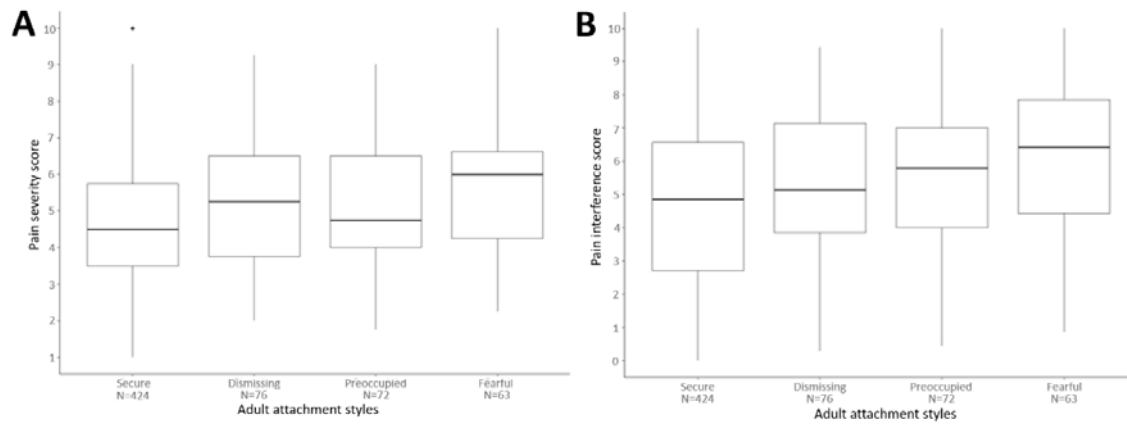 A
Pain severity score
10
9
8
7
6
5
4
3
2
1
Secure
N=424
Dismissing
N=76
Preoccupied
N=72
Fearful
N=63
Adult attachment styles
B
Pain interference score
10
9
8
7
6
5
4
3
2
1
0
Secure
N=424
Dismissing
N=76
Preoccupied
N=72
Fearful
N=63
Adult attachment styles